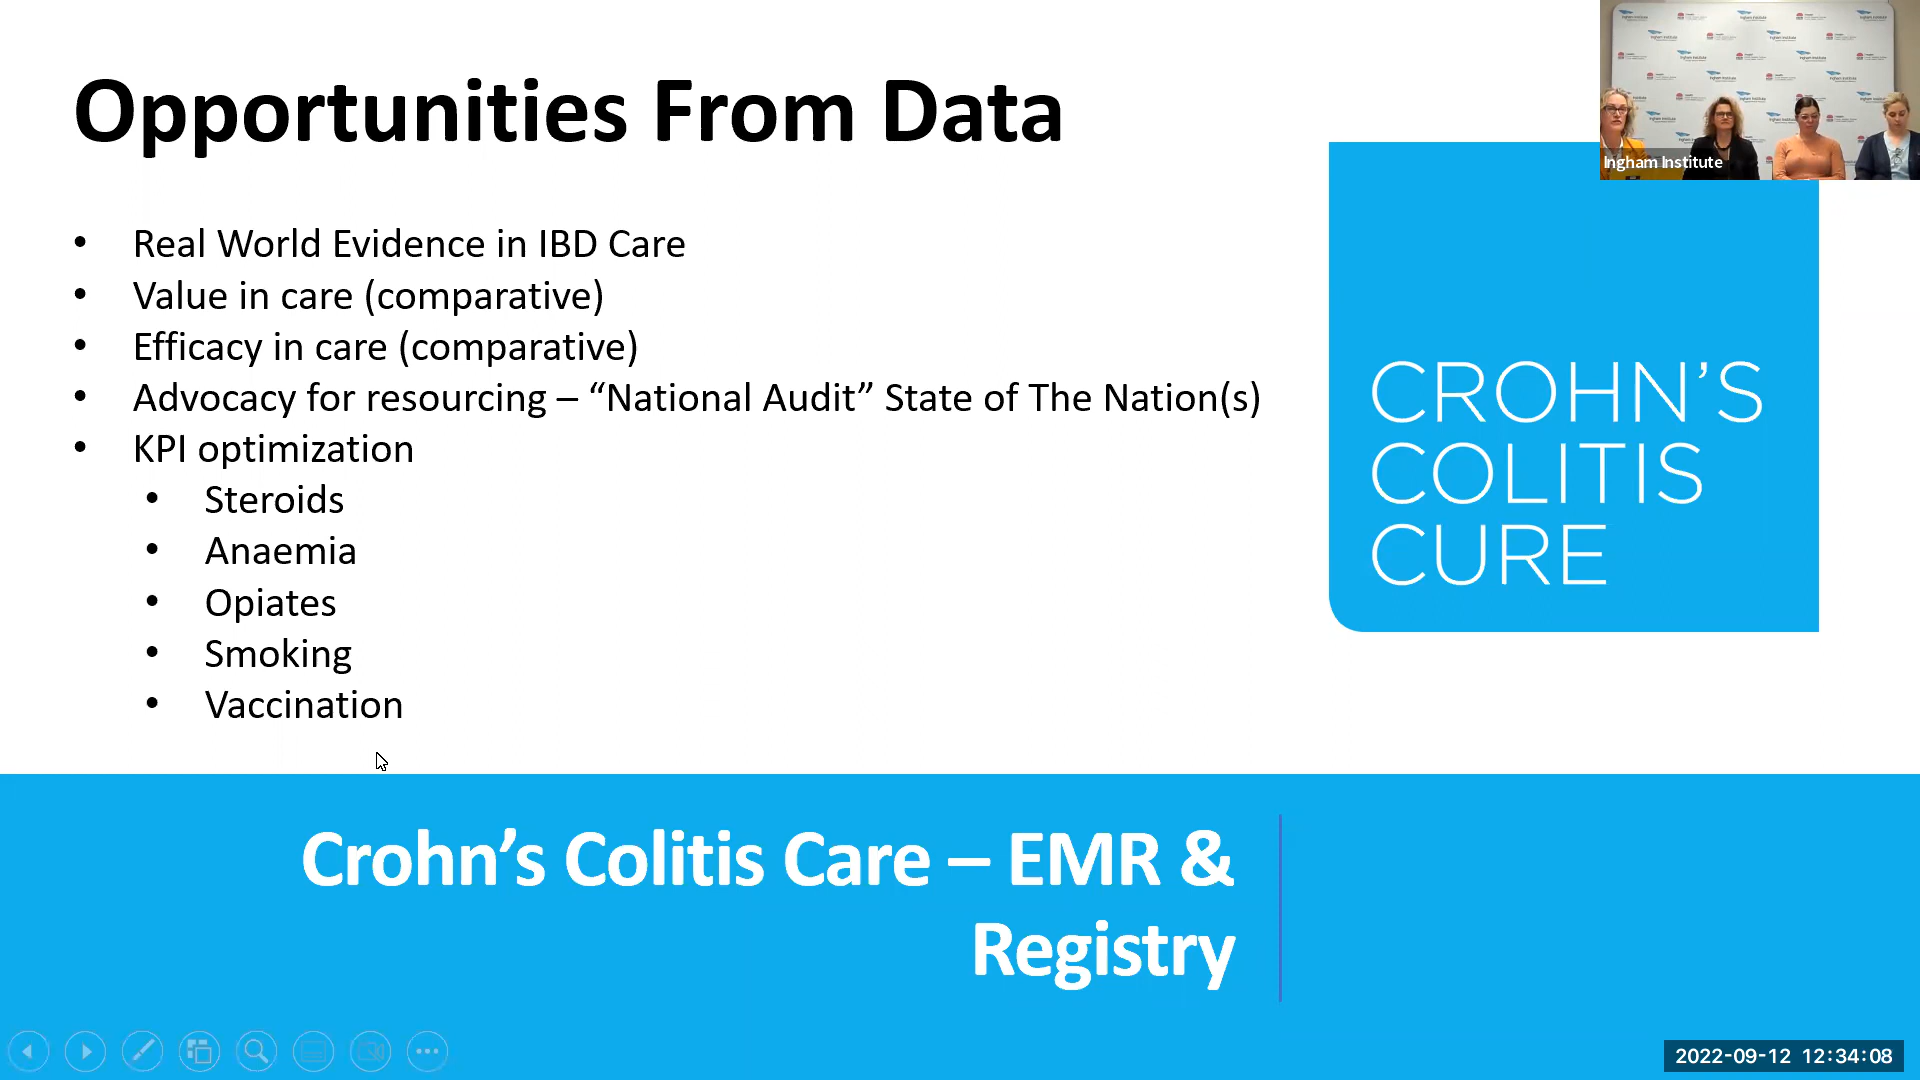 Opportunities From Data
Ingham Institute
• Real World Evidence in IBD Care
• Value in care (comparative)
• Efficacy in care (comparative)
• Advocacy for resourcing – “National Audit” State of The Nation(s)
• KPI optimization
• Steroids
• Anaemia
• Opiates
• Smoking
• Vaccination
CROHN’S
COLITIS
CURE
Crohn’s Colitis Care – EMR &
Registry
2022-09-12 12:34:08